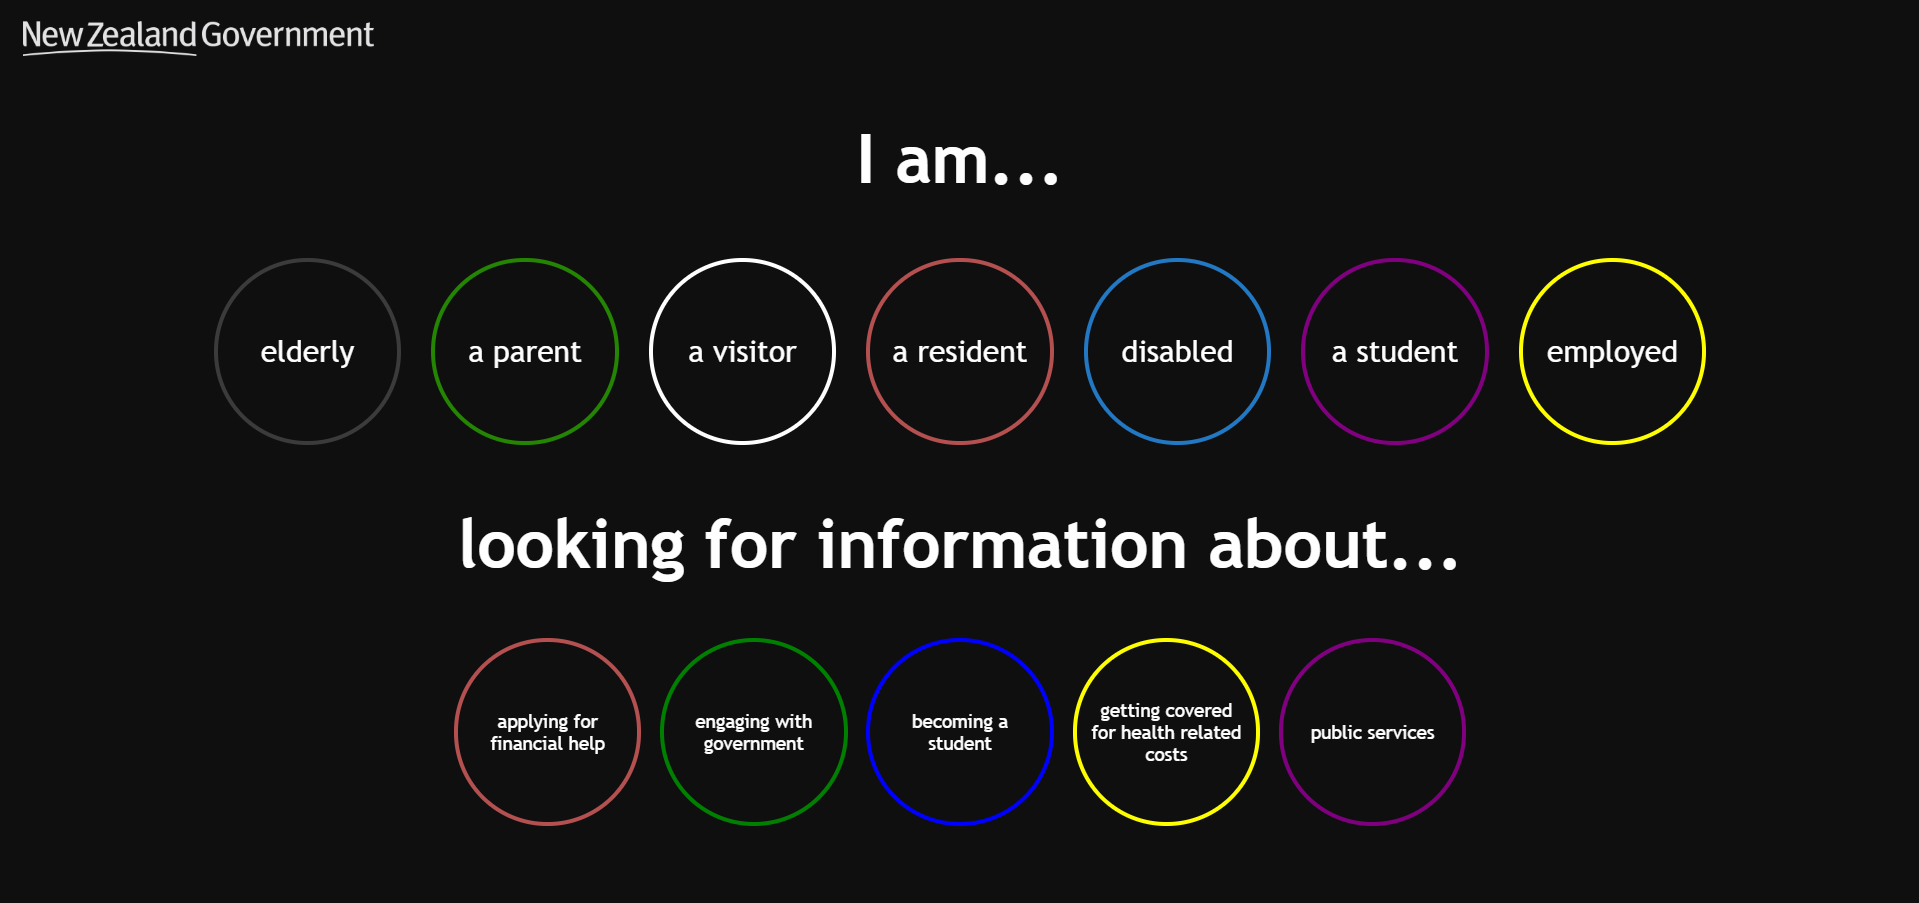 New Zealand Government
I am...
elderly
a parent
a visitor
a resident
disabled
a student
employed
looking for information about...
applying for
financial help
engaging with
government
becoming a
student
getting covered
for health related
costs
public services